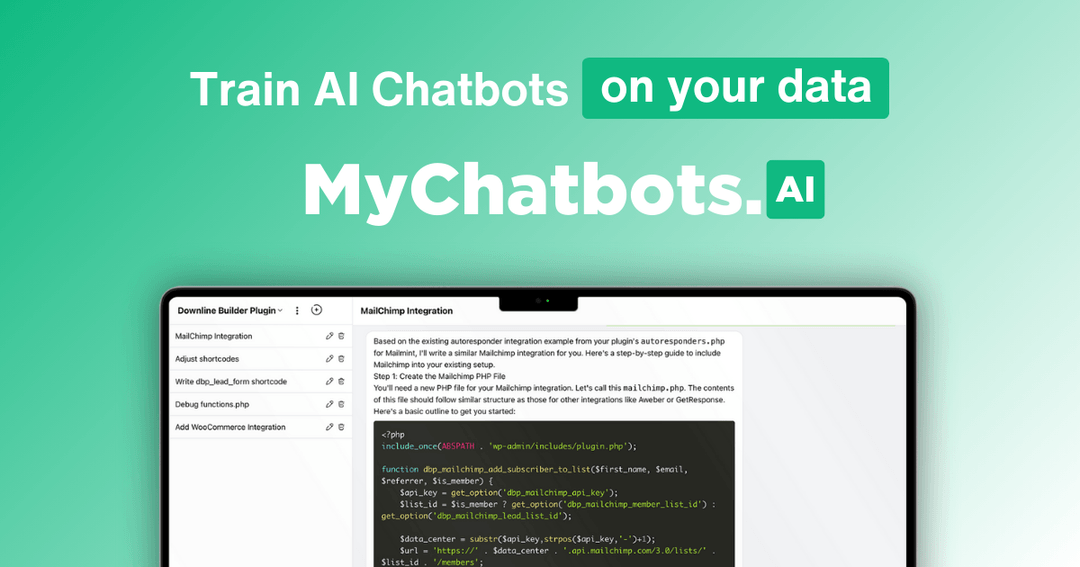 Train AI Chatbots on your data
MyChatbots.AI
Downline Builder Plugin
MailChimp Integration
MailChimp Integration
Adjust shortcodes
Write dbp_lead_form shortcode
Debug functions.php
Add WooCommerce Integration
Based on the existing autoresponder integration example from your plugin's autoresponders.php
for Mailmint, I'll write a similar Mailchimp integration for you. Here's a step-by-step guide to include
Mailchimp into your existing setup.
Step 1: Create the Mailchimp PHP File
You'll need a new PHP file for your Mailchimp integration. Let's call this mailchimp.php. The contents
of this file should follow similar structure as those for other integrations like Aweber or GetResponse.
Here's a basic outline to get you started:
<?php
include_once(ABSPATH . 'wp-admin/includes/plugin.php');
function dbp_mailchimp_add_subscriber_to_list($first_name, $email,
$referrer, $is_member) {
$api_key = get_option('dbp_mailchimp_api_key');
$list_id = $is_member ? get_option('dbp_mailchimp_member_list_id') :
get_option('dbp_mailchimp_lead_list_id');
$data_center = substr($api_key,strpos($api_key,'-')+1);
$url = 'https://' . $data_center . '.api.mailchimp.com/3.0/lists/' .
$list_id . '/members';